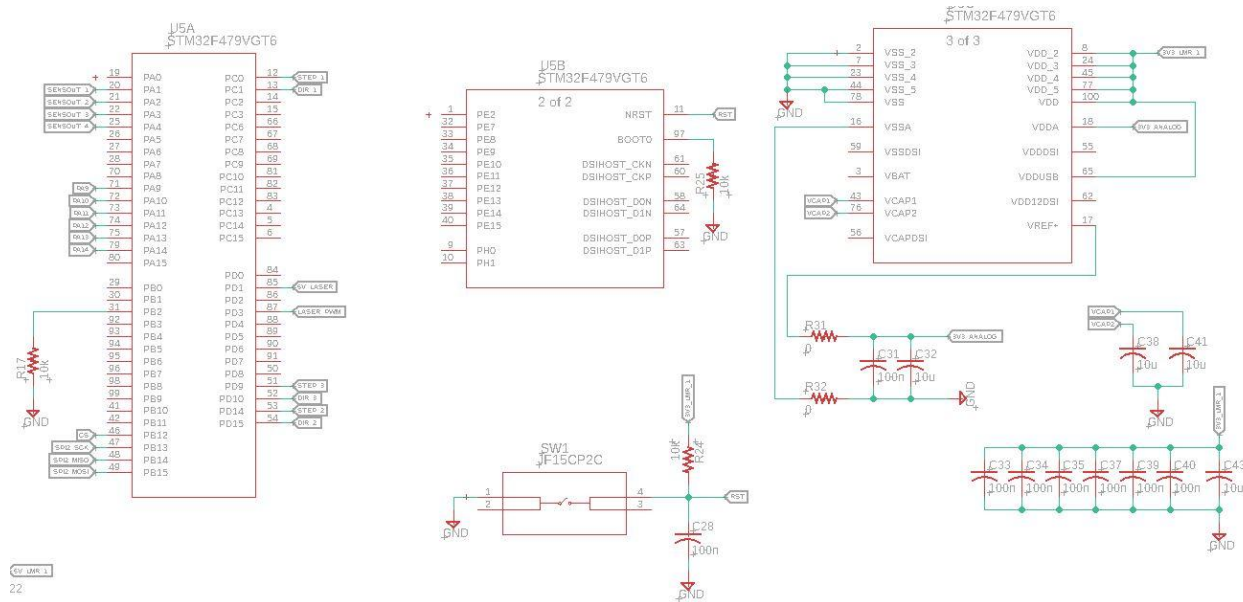 U5A
STM32F479VGT6
19 PA0 PC0 12 STEP 1
SENSOUT 1 20 PA1 PC1 13 DIR 1
SENSOUT 2 21 PA2 PC2 14
SENSOUT 3 22 PA3 PC3 15
SENSOUT 4 25 PA4 PC6 66
26 PA5 PC7 67
27 PA6 PC8 68
28 PA7 PC9 69
70 PA8 PC10 81
PA9 71 PA9 PC11 82
PA10 72 PA10 PC12 83
PA11 73 PA11 PC13 4
PA12 74 PA12 PC14 5
PA13 75 PA13 PC15 6
PA14 79 PA14
80 PA15 PD0 84
29 PB0 PD1 85 5V LASER
30 PB1 PD2 86
31 PB2 PD3 87 LASER PWM
92 PB3 PD4 88
93 PB4 PD5 89
94 PB5 PD6 90
95 PB6 PD7 91
96 PB7 PD8 50
98 PB8 PD9 51 STEP 3
99 PB9 PD10 52 DIR 3
41 PB10 PD14 53 STEP 2
42 PB11 PD15 54 DIR 2
CS 46 PB12
SPI2 SCK 47 PB13
SPI2 MISO 48 PB14
SPI2 MOSI 49 PB15
R17
10k
GND
22
U5B
STM32F479VGT6
2 of 2
1 PE2 NRST 11 RST
32 PE7
33 PE8 BOOT0 97
34 PE9
35 PE10 DSIHOST_CKN 61
36 PE11 DSIHOST_CKP 60
37 PE12
38 PE13 DSIHOST_D0N 58
39 PE14 DSIHOST_D1N 64
40 PE15
DSIHOST_D0P 57
9 PH0 DSIHOST_D1P 63
10 PH1
R25
10k
GND
SW1
JF15CP2C
1 4
2 3
GND
10k
R24
RST
C28
100n
GND
STM32F479VGT6
3 of 3
2 VSS_2 VDD_2 8
7 VSS_3 VDD_3 24
23 VSS_4 VDD_4 45
44 VSS_5 VDD_5 77
78 VSS VDD 100
GND
16 VSSA VDDA 18 3V3 ANALOG
59 VSSDSI VDDDSI 55
3 VBAT VDDUSB 65
VCAP1 43 VCAP1 VDD12DSI 62
VCAP2 76 VCAP2
VREF+ 17
56 VCAPDSI
R31
0
3V3 ANALOG
C31 C32
100n 10u
R32
0
GND
VCAP1
VCAP2
C38 C41
10u 10u
GND
C33 C34 C35 C37 C39 C40 C43
100n 100n 100n 100n 100n 100n 10u
GND